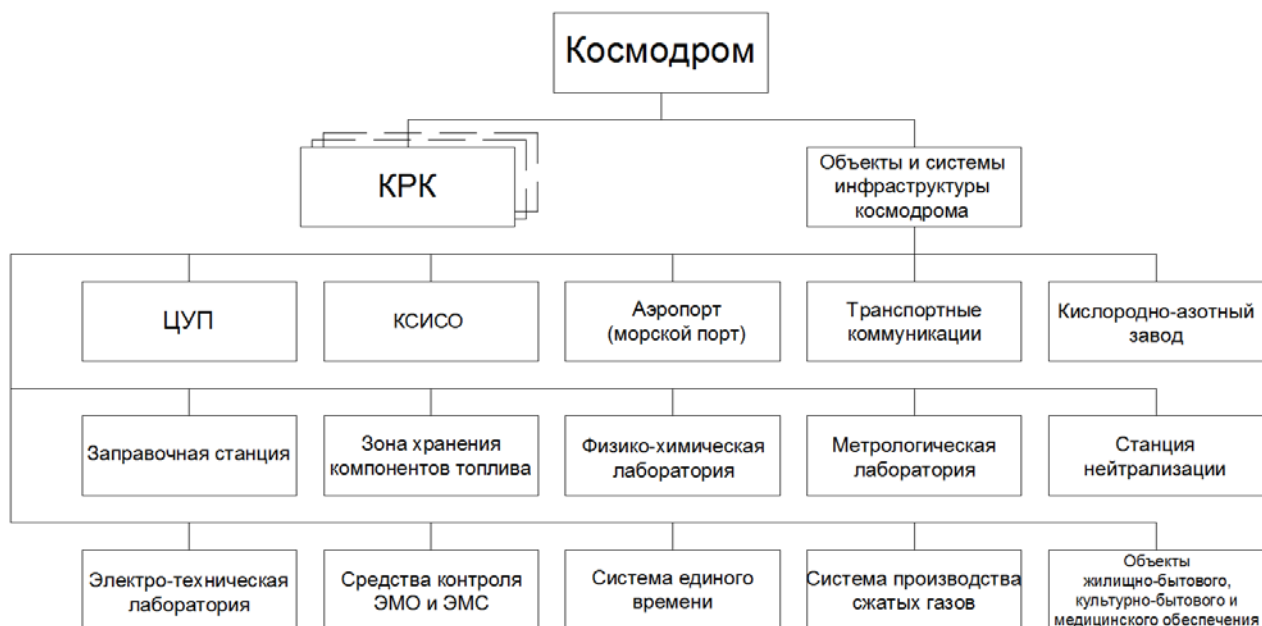 Космодром
КРК
Объекты и системы
инфраструктуры
космодрома
ЦУП
КСИСО
Аэропорт
(морской порт)
Транспортные
коммуникации
Кислородно-азотный
завод
Заправочная станция
Зона хранения
компонентов топлива
Физико-химическая
лаборатория
Метрологическая
лаборатория
Станция
нейтрализации
Электро-техническая
лаборатория
Средства контроля
ЭМО и ЭМС
Система единого
времени
Система производства
сжатых газов
Объекты
жилищно-бытового,
культурно-бытового и
медицинского обеспечения